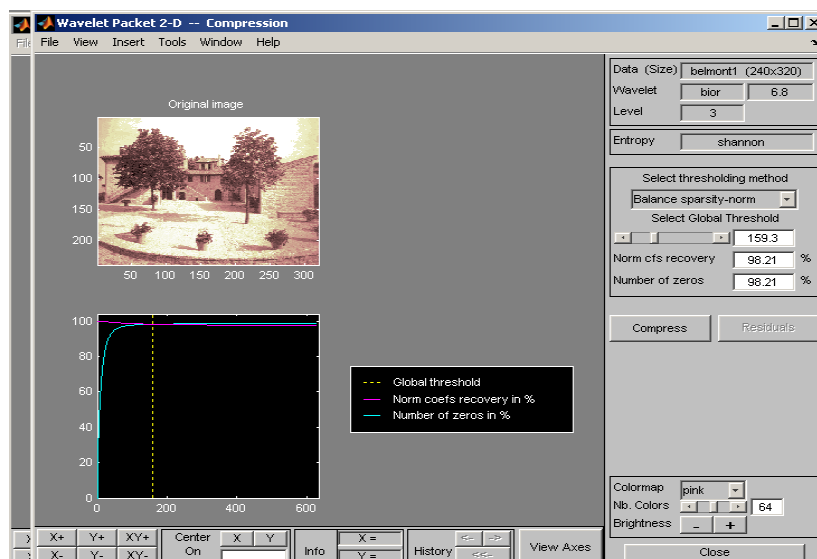 Wavelet Packet 2-D -- Compression
File View Insert Tools Window Help
Original image
50
100
150
200
50 100 150 200 250 300
100
80
60
40
20
0
0 200 400 600
Global threshold
Norm coefs recovery in %
Number of zeros in %
Data (Size) belmont1 (240x320)
Wavelet bior 6.8
Level 3
Entropy shannon
Select thresholding method
Balance sparsity-norm
Select Global Threshold
159.3
Norm cfs recovery 98.21 %
Number of zeros 98.21 %
Compress Residuals
Colormap pink
Nb. Colors 64
Brightness - +
Close
X+ Y+ XY+ Center X Y X = <- -> View Axes
X- Y- XY- On Info Y = History <<-